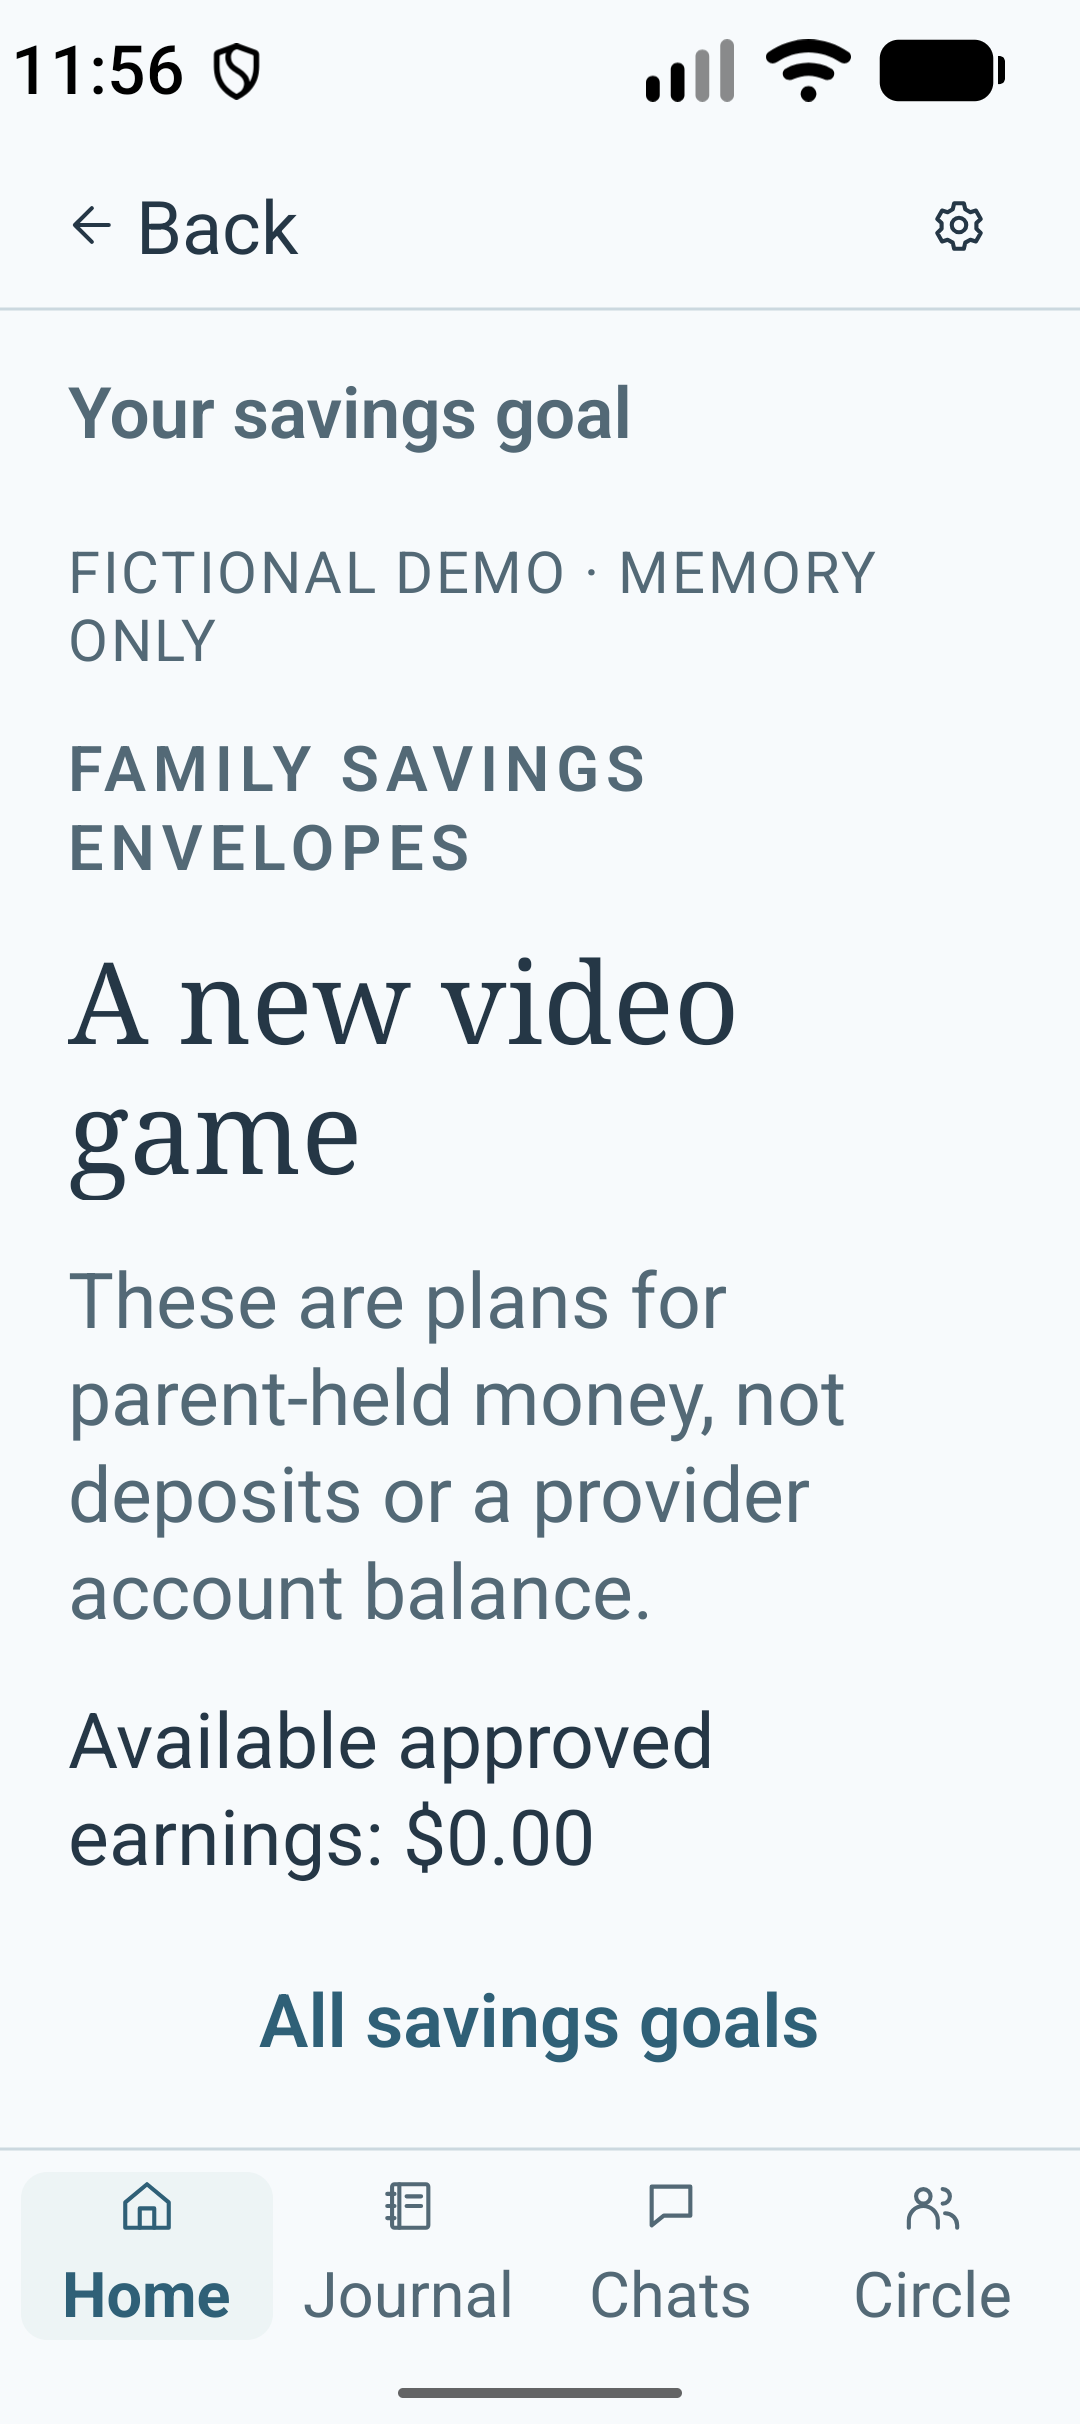 11:56
Back
Your savings goal
FICTIONAL DEMO · MEMORY
ONLY
FAMILY SAVINGS
ENVELOPES
A new video
game
These are plans for
parent-held money, not
deposits or a provider
account balance.
Available approved
earnings: $0.00
All savings goals
Home
Journal
Chats
Circle